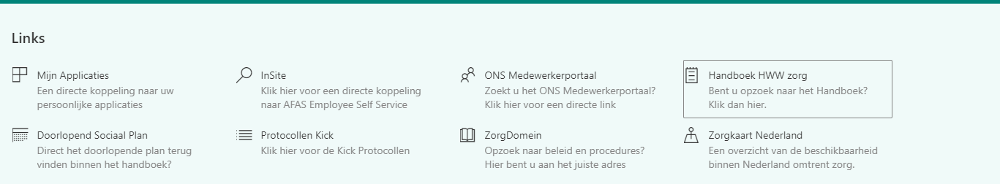 Links
Mijn Applicaties
Een directe koppeling naar uw
persoonlijke applicaties
InSite
Klik hier voor een directe koppeling
naar AFAS Employee Self Service
ONS Medewerkerportaal
Zoekt u het ONS Medewerkerportaal?
Klik hier voor een directe link
Handboek HWW zorg
Bent u opzoek naar het Handboek?
Klik dan hier.
Doorlopend Sociaal Plan
Direct het doorlopende plan terug
vinden binnen het handboek?
Protocollen Kick
Klik hier voor de Kick Protocollen
ZorgDomein
Opzoek naar beleid en procedures?
Hier bent u aan het juiste adres
Zorgkaart Nederland
Een overzicht van de beschikbaarheid
binnen Nederland omtrent zorg.